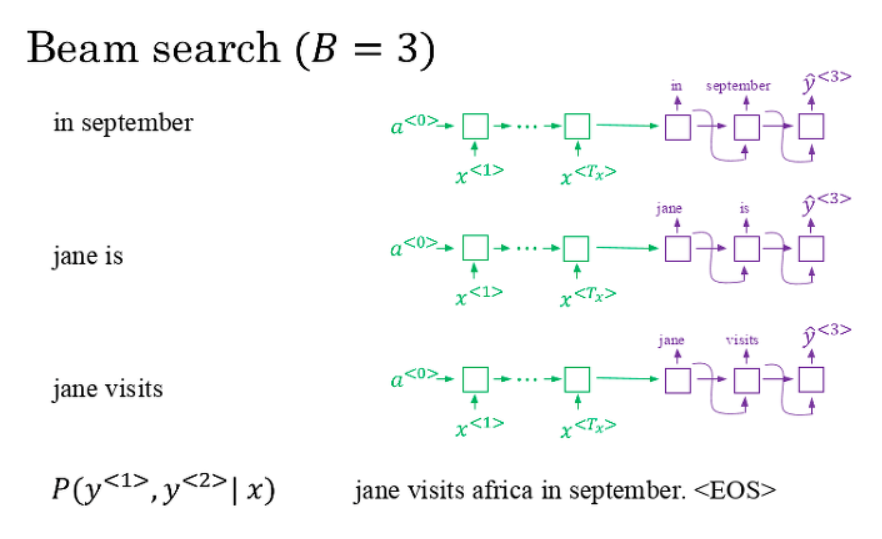 Beam search (B = 3)
in september
in september ŷ<3>
a<0> ...
x<1> x<Tx>
jane is
jane is ŷ<3>
a<0> ...
x<1> x<Tx>
jane visits
jane visits ŷ<3>
a<0> ...
x<1> x<Tx>
P(y<1>, y<2>| x) jane visits africa in september. <EOS>